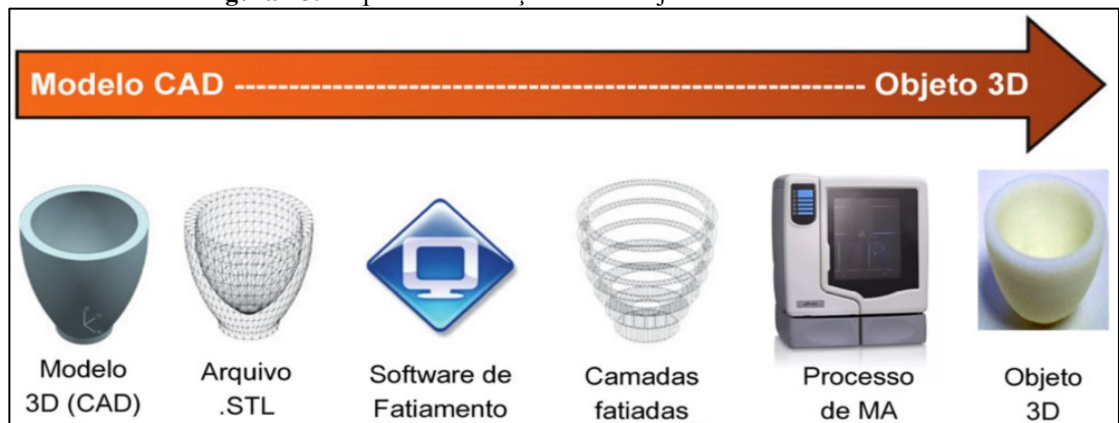 Modelo CAD ---------------------------------------------------------- Objeto 3D
Modelo
3D (CAD)
Arquivo
.STL
Software de
Fatiamento
Camadas
fatiadas
Processo
de MA
Objeto
3D